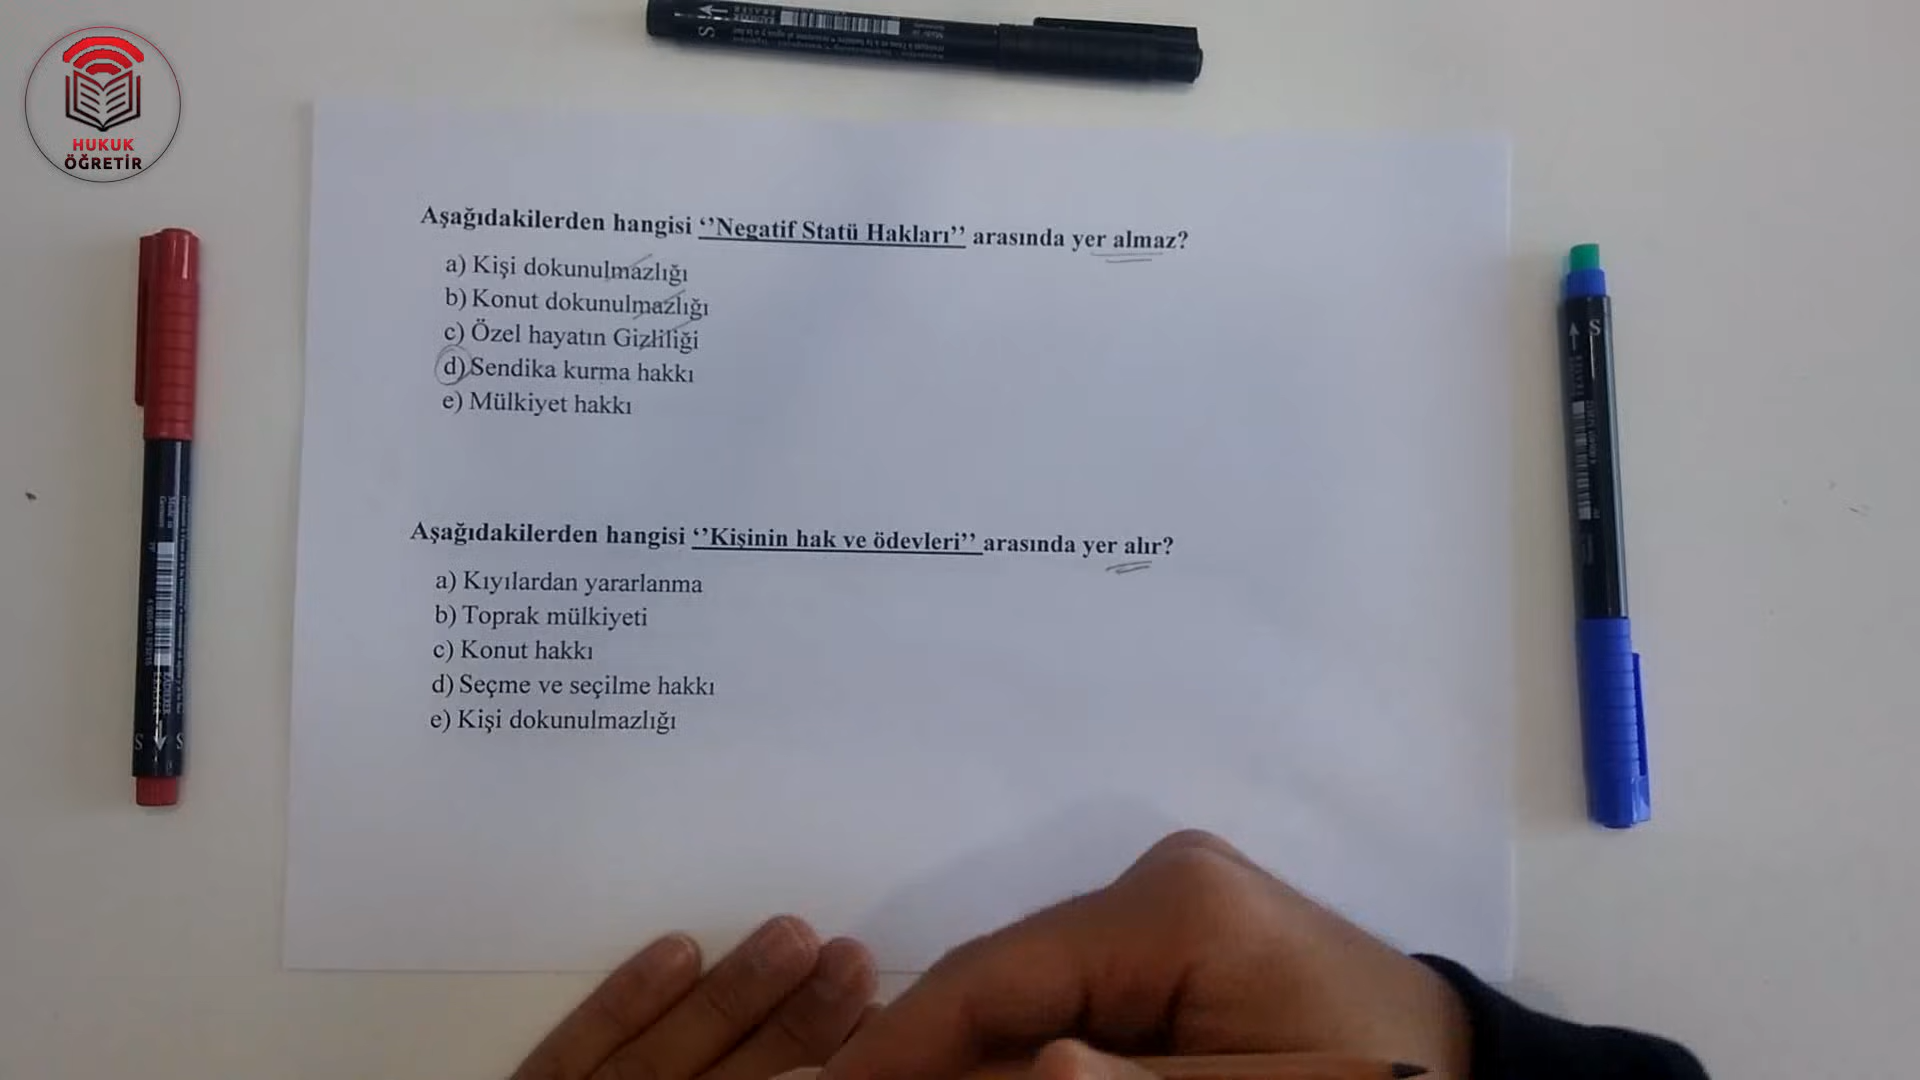 HUKUK
ÖĞRETİR
Aşağıdakilerden hangisi ‘’Negatif Statü Hakları’’ arasında yer almaz?
a) Kişi dokunulmazlığı
b) Konut dokunulmazlığı
c) Özel hayatın Gizliliği
d) Sendika kurma hakkı
e) Mülkiyet hakkı
Aşağıdakilerden hangisi ‘’Kişinin hak ve ödevleri’’ arasında yer alır?
a) Kıyılardan yararlanma
b) Toprak mülkiyeti
c) Konut hakkı
d) Seçme ve seçilme hakkı
e) Kişi dokunulmazlığı